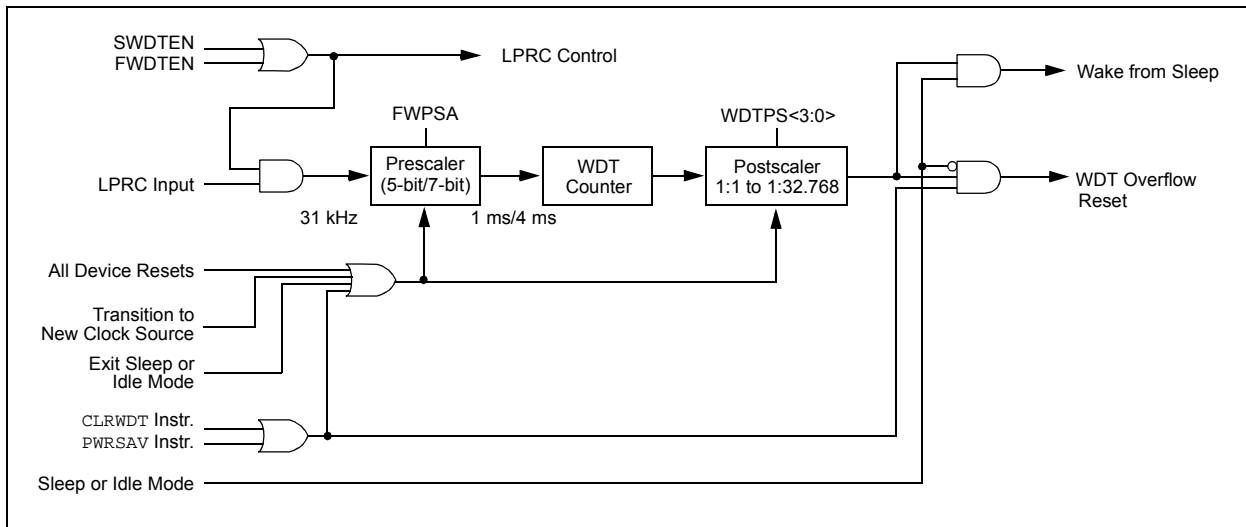 SWDTEN
FWDTEN
LPRC Control
Wake from Sleep
FWPSA
WDTPS<3:0>
LPRC Input
Prescaler
(5-bit/7-bit)
WDT
Counter
Postscaler
1:1 to 1:32.768
WDT Overflow
Reset
31 kHz
1 ms/4 ms
All Device Resets
Transition to
New Clock Source
Exit Sleep or
Idle Mode
CLRWDT Instr.
PWRSAV Instr.
Sleep or Idle Mode